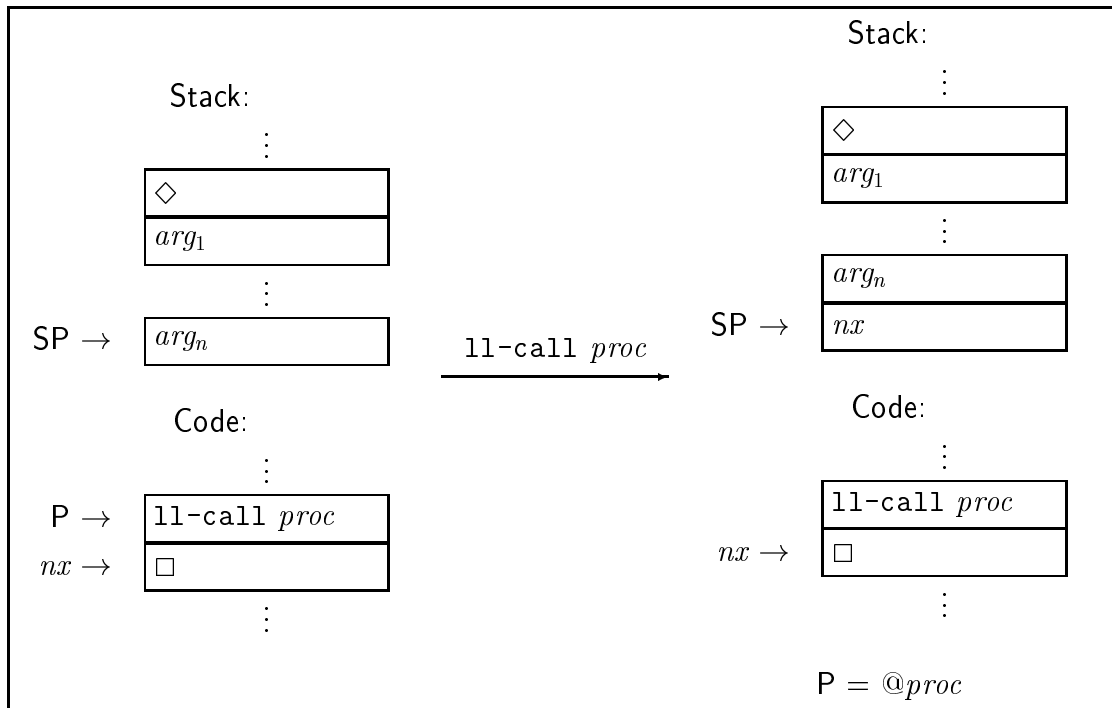 Stack:
⋮
◇
arg₁
⋮
SP → argₙ
Code:
⋮
P → ll-call proc
nx → □
⋮
ll-call proc
Stack:
⋮
◇
arg₁
⋮
argₙ
SP → nx
Code:
⋮
ll-call proc
nx → □
⋮
P = @proc